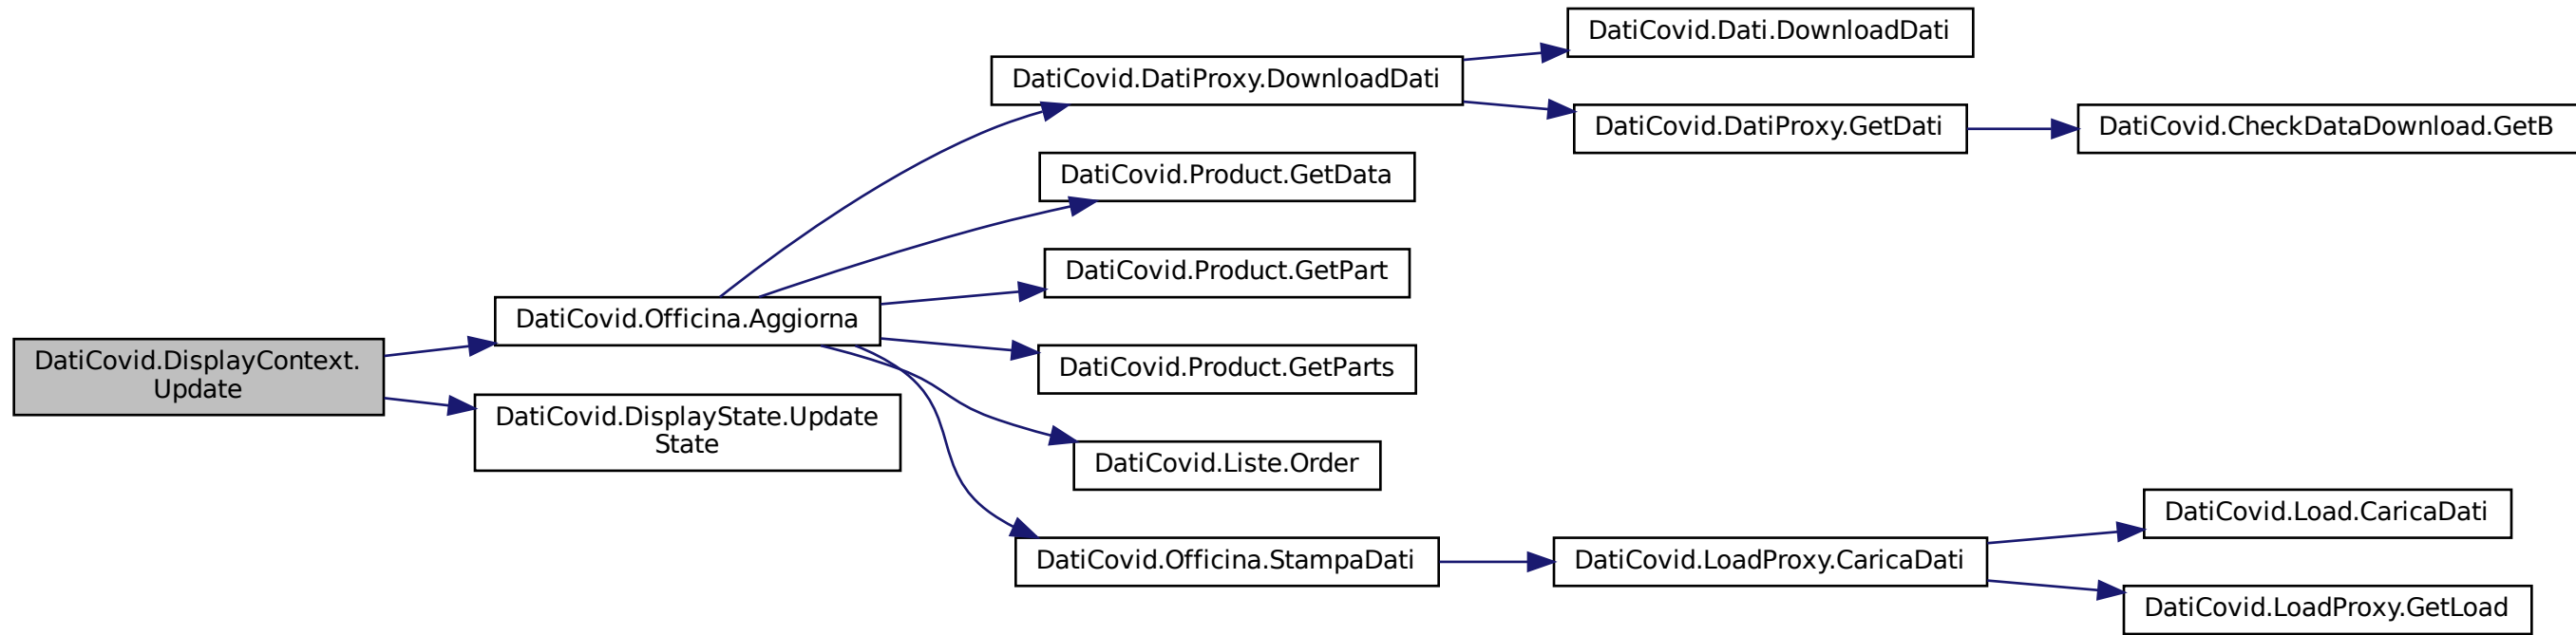 DatiCovid.DisplayContext.
Update
DatiCovid.Officina.Aggiorna
DatiCovid.DisplayState.Update
State
DatiCovid.DatiProxy.DownloadDati
DatiCovid.Product.GetData
DatiCovid.Product.GetPart
DatiCovid.Product.GetParts
DatiCovid.Liste.Order
DatiCovid.Officina.StampaDati
DatiCovid.Dati.DownloadDati
DatiCovid.DatiProxy.GetDati
DatiCovid.LoadProxy.CaricaDati
DatiCovid.CheckDataDownload.GetB
DatiCovid.Load.CaricaDati
DatiCovid.LoadProxy.GetLoad